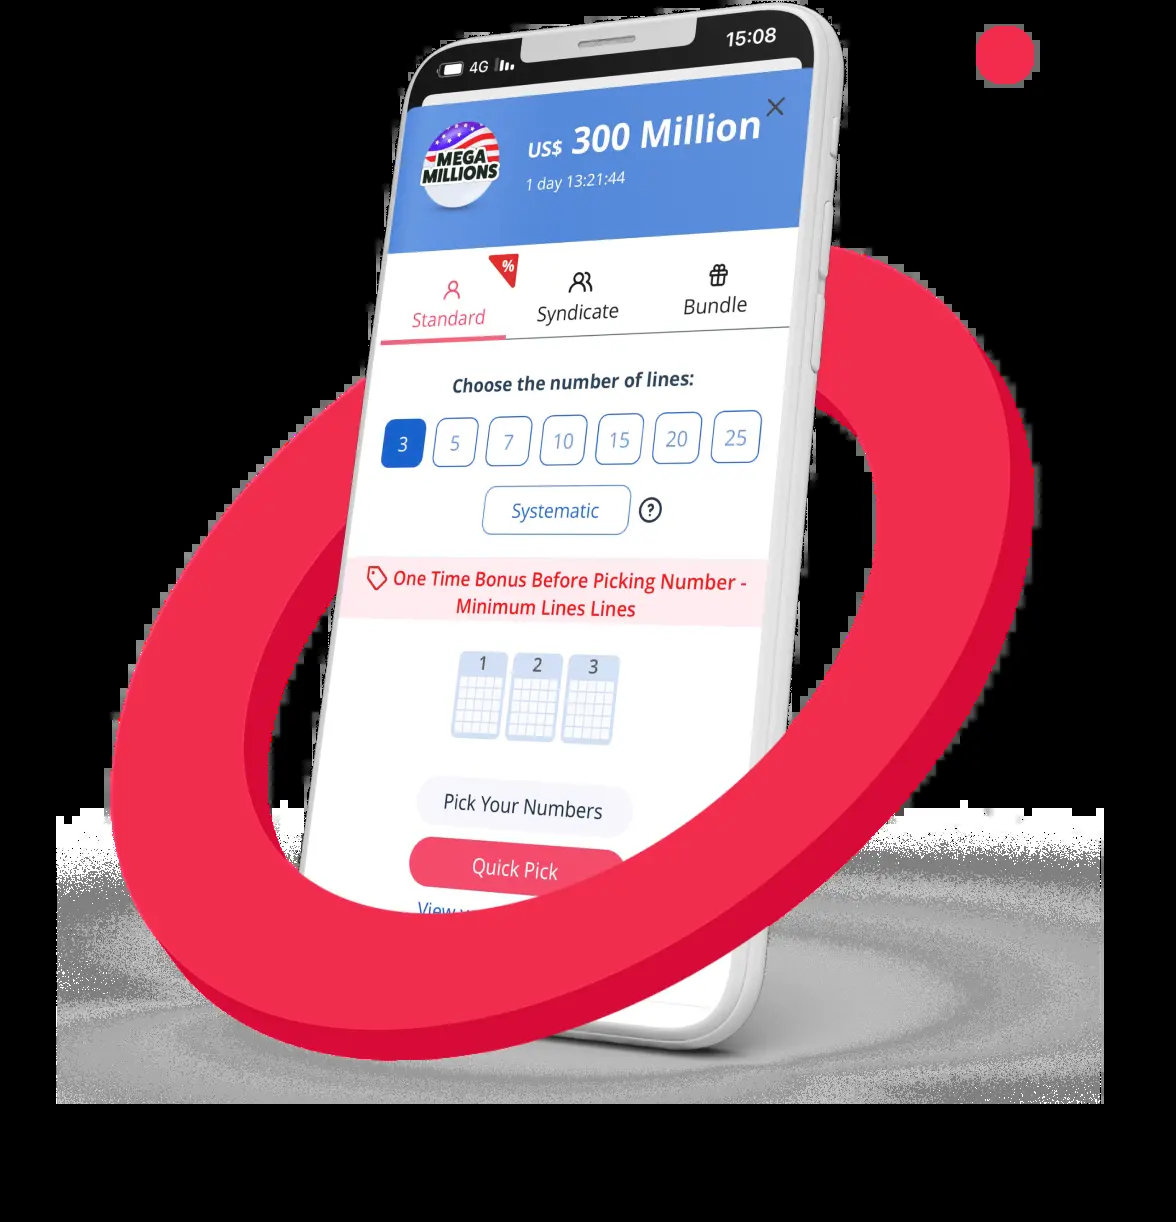 4G
15:08
MEGA
MILLIONS
US$ 300 Million
1 day 13:21:44
%
Standard
Syndicate
Bundle
Choose the number of lines:
3 5 7 10 15 20 25
Systematic ?
One Time Bonus Before Picking Number -
Minimum Lines Lines
1 2 3
Pick Your Numbers
Quick Pick
View